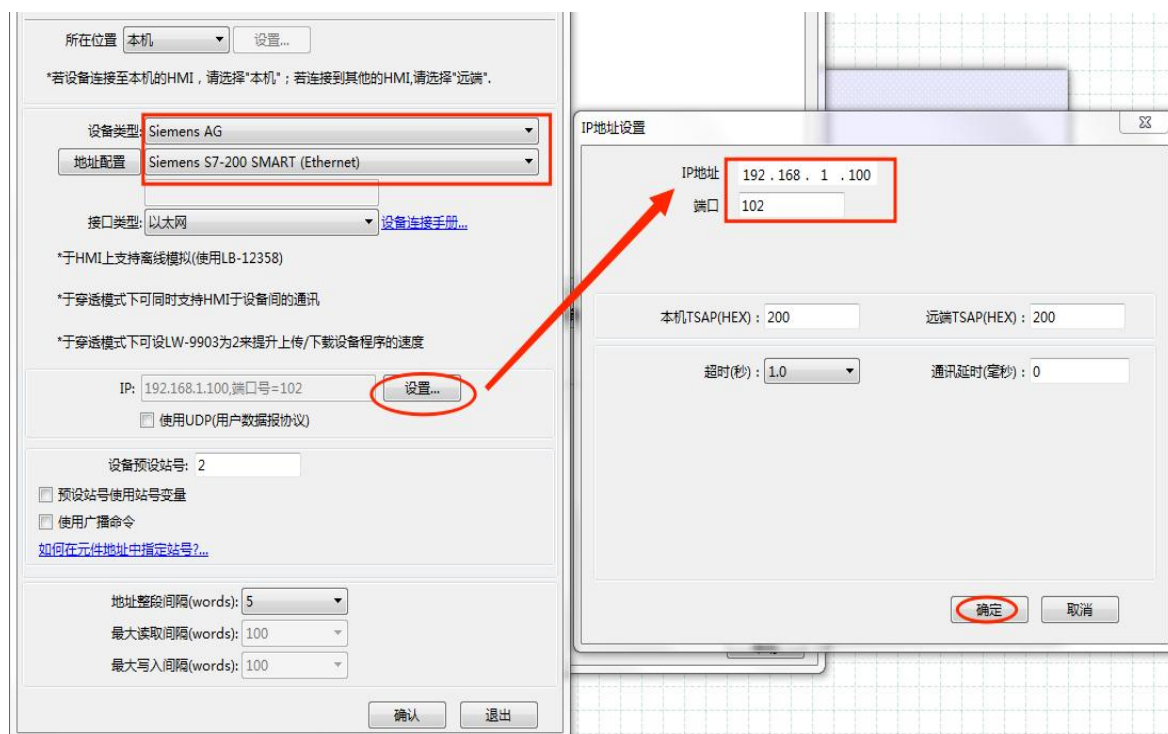 所在位置 本机 设置...
*若设备连接至本机的HMI，请选择"本机"；若连接到其他的HMI,请选择"远端".
设备类型: Siemens AG
地址配置 Siemens S7-200 SMART (Ethernet)
接口类型: 以太网 设备连接手册...
*于HMI上支持离线模拟(使用LB-12358)
*于穿透模式下可同时支持HMI于设备间的通讯
*于穿透模式下可设LW-9903为2来提升上传/下载设备程序的速度
IP: 192.168.1.100,端口号=102 设置...
使用UDP(用户数据报协议)
设备预设站号: 2
预设站号使用站号变量
使用广播命令
如何在元件地址中指定站号?...
地址整段间隔(words): 5
最大读取间隔(words): 100
最大写入间隔(words): 100
确认 退出
IP地址设置
IP地址 192 . 168 . 1 . 100
端口 102
本机TSAP(HEX)：200 远端TSAP(HEX)：200
超时(秒)：1.0 通讯延时(毫秒)：0
确定 取消